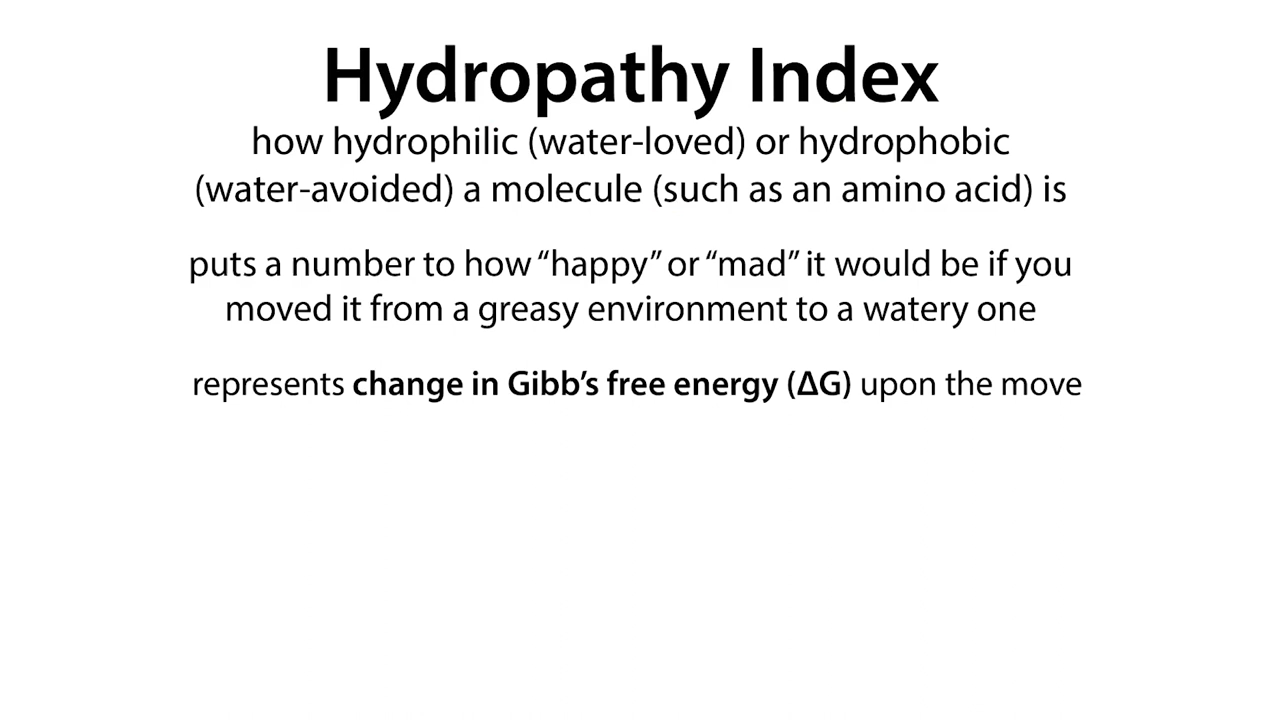 Hydropathy Index
how hydrophilic (water-loved) or hydrophobic
(water-avoided) a molecule (such as an amino acid) is
puts a number to how “happy” or “mad” it would be if you
moved it from a greasy environment to a watery one
represents change in Gibb’s free energy (ΔG) upon the move